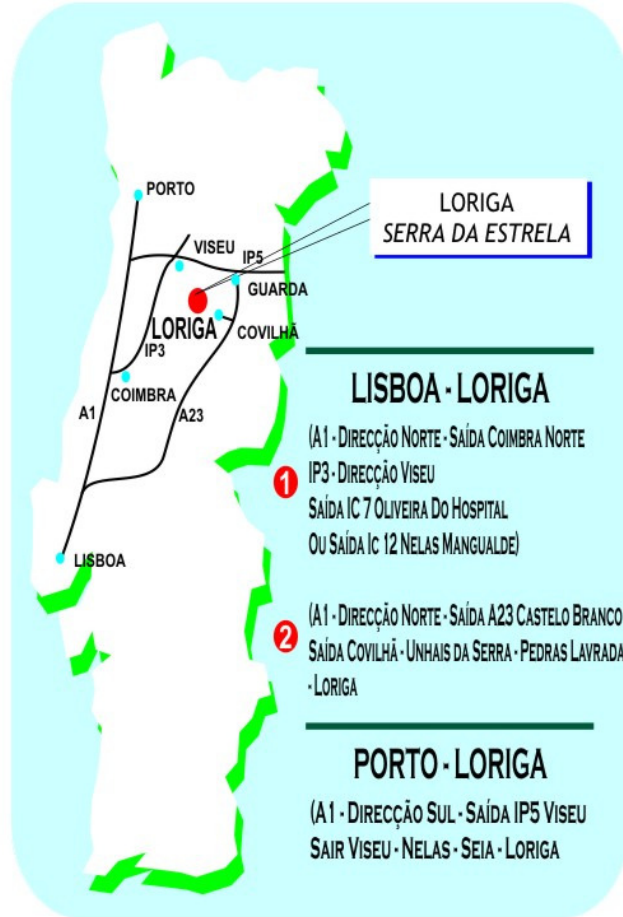 PORTO
LORIGA
SERRA DA ESTRELA
VISEU
IP5
GUARDA
LORIGA
COVILHÃ
IP3
COIMBRA
A1
A23
LISBOA
LISBOA - LORIGA
(A1 - DIRECÇÃO NORTE - SAÍDA COIMBRA NORTE
1
IP3 - DIRECÇÃO VISEU
SAÍDA IC 7 OLIVEIRA DO HOSPITAL
OU SAÍDA IC 12 NELAS MANGUALDE)
(A1 - DIRECÇÃO NORTE - SAÍDA A23 CASTELO BRANCO
2
SAÍDA COVILHÃ - UNHAIS DA SERRA - PEDRAS LAVRADA
- LORIGA
PORTO - LORIGA
(A1 - DIRECÇÃO SUL - SAÍDA IP5 VISEU
SAIR VISEU - NELAS - SEIA - LORIGA